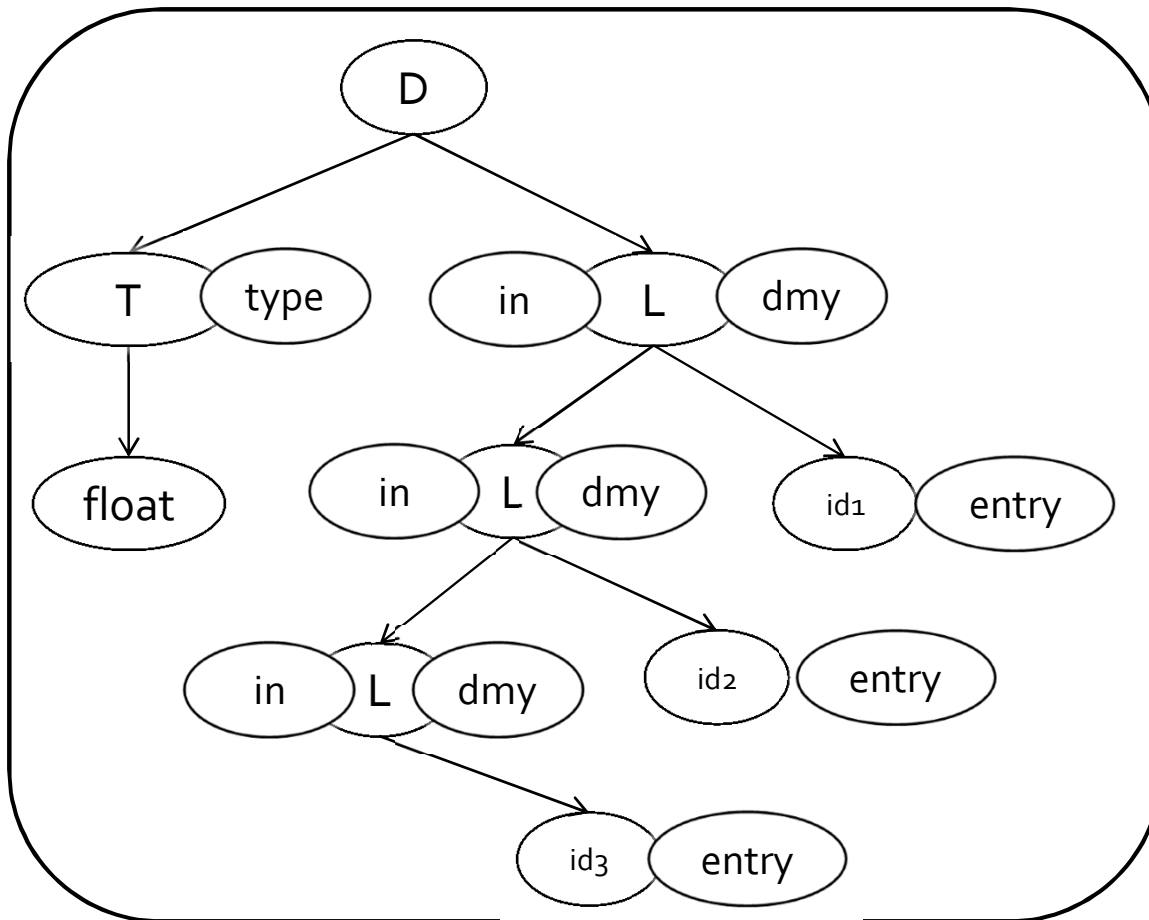 D
T type in L dmy
float in L dmy id1 entry
in L dmy id2 entry
id3 entry